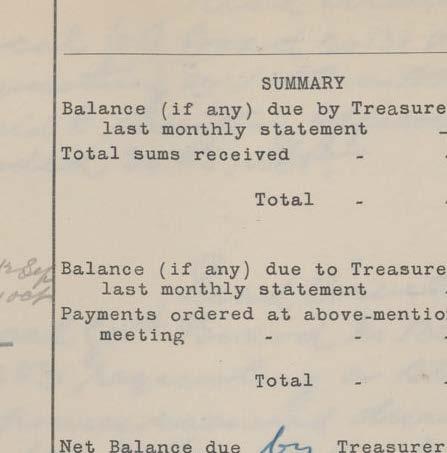 SUMMARY
Balance (if any) due by Treasure
last monthly statement -
Total sums received -
Total -
Balance (if any) due to Treasure
last monthly statement -
Payments ordered at above-mentio
meeting - -
Total -
Net Balance due by Treasurer